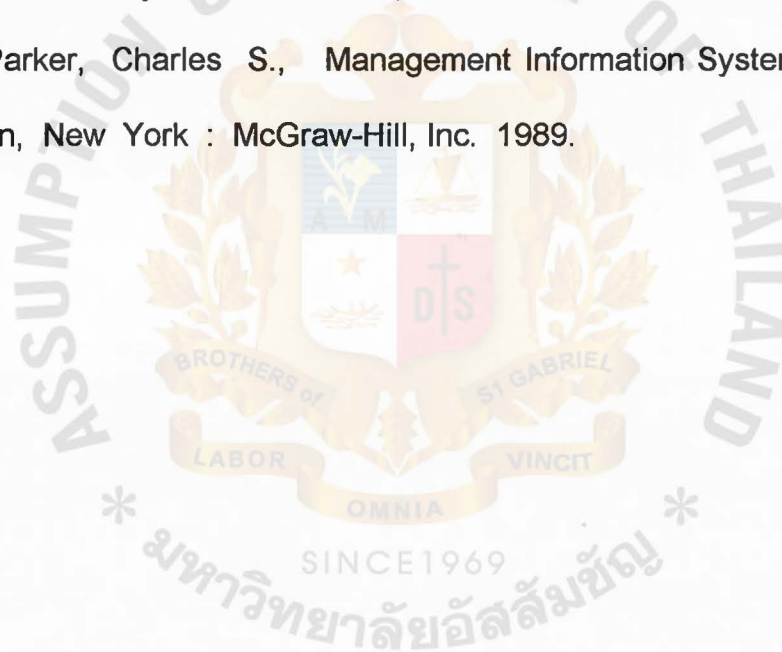 Parker, Charles S., Management Information System
n, New York : McGraw-Hill, Inc. 1989.
ASSUMPTION
OF THAILAND
A M
D S
BROTHERS of
ST GABRIEL
LABOR
VINCIT
OMNIA
* *
SINCE1969
มหาวิทยาลัยอัสสัมชัญ